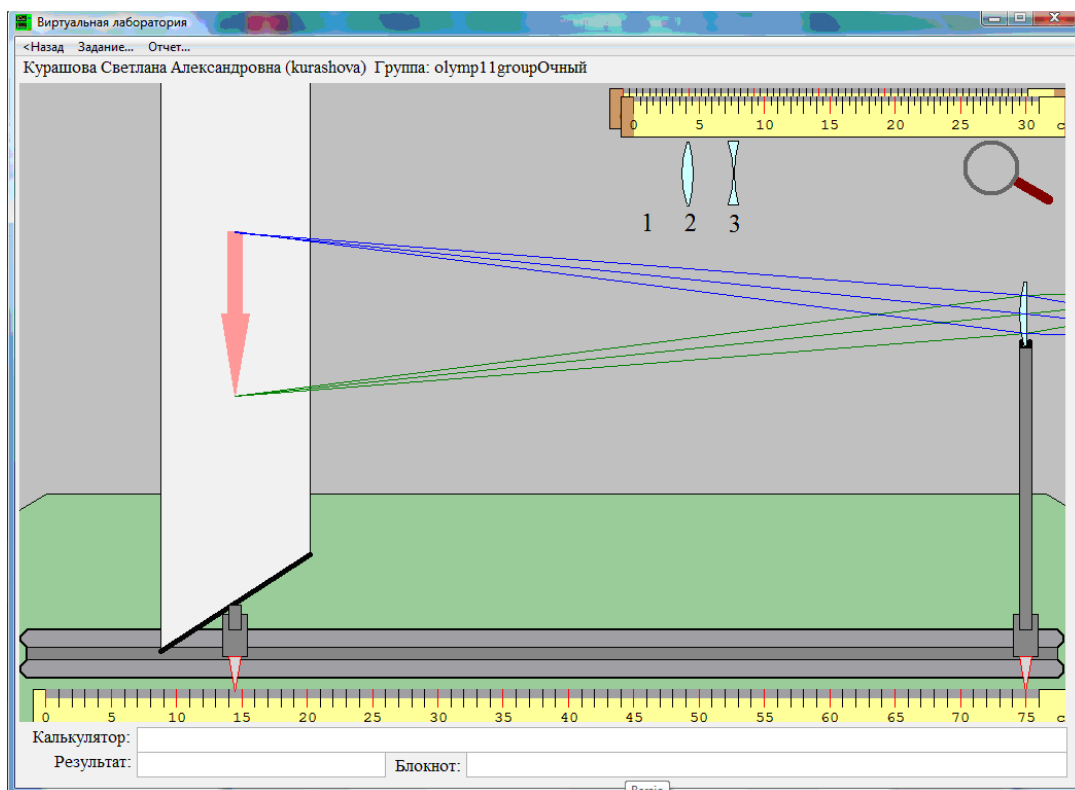 Виртуальная лаборатория
<Назад Задание... Отчет...
Курашова Светлана Александровна (kurashova) Группа: olymp11groupОчный
0 5 10 15 20 25 30 с
1 2 3
0 5 10 15 20 25 30 35 40 45 50 55 60 65 70 75 с
Калькулятор:
Результат:
Блокнот: